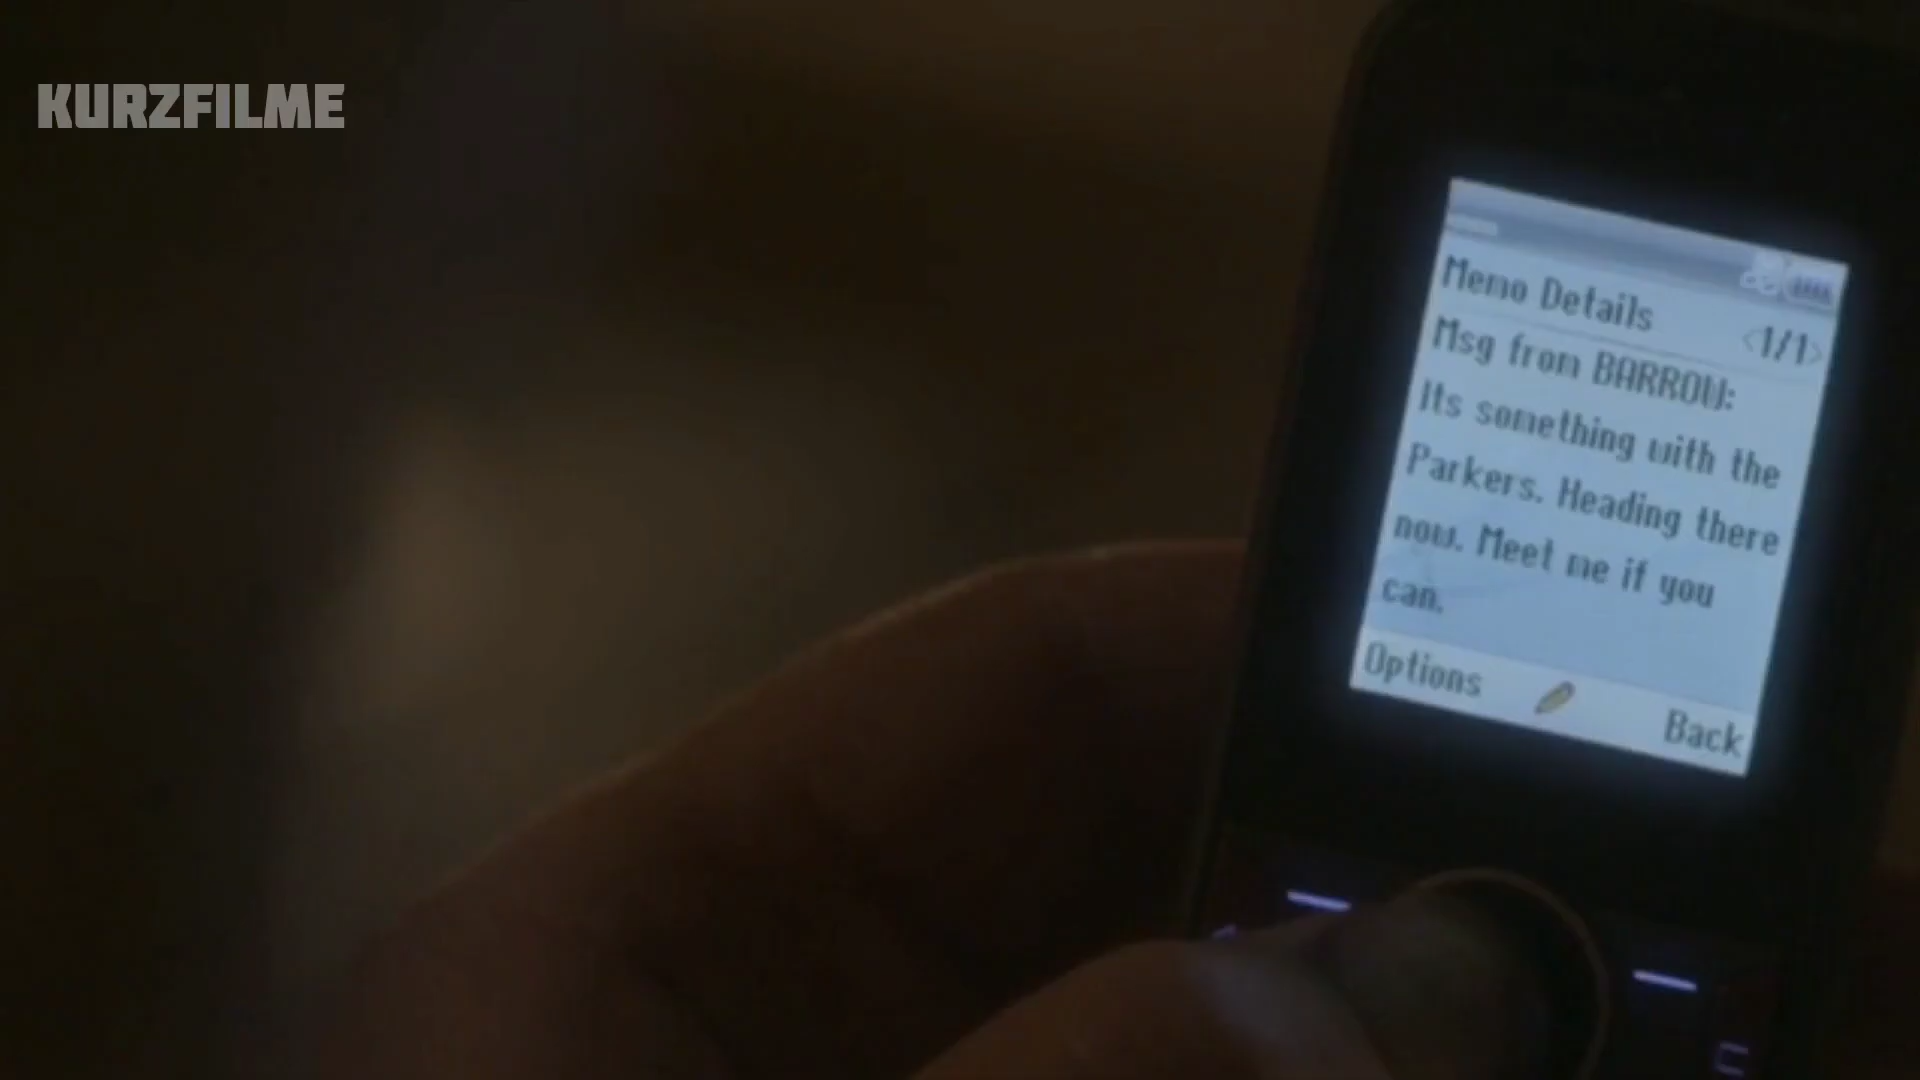 KURZFILME
Memo Details
<1/1>
Msg from BARROW:
Its something with the
Parkers. Heading there
now. Meet me if you
can.
Options
Back
C